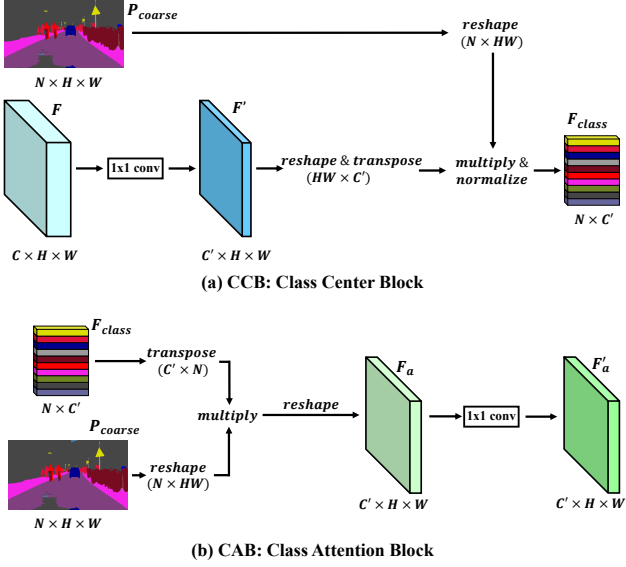 P_coarse
reshape
(N × HW)
N × H × W
F
F'
F_class
1x1 conv
reshape & transpose
(HW × C')
multiply &
normalize
C × H × W
C' × H × W
N × C'
(a) CCB: Class Center Block
F_class
transpose
(C' × N)
N × C'
P_coarse
multiply
reshape
F_a
1x1 conv
F'_a
reshape
(N × HW)
N × H × W
C' × H × W
C' × H × W
(b) CAB: Class Attention Block